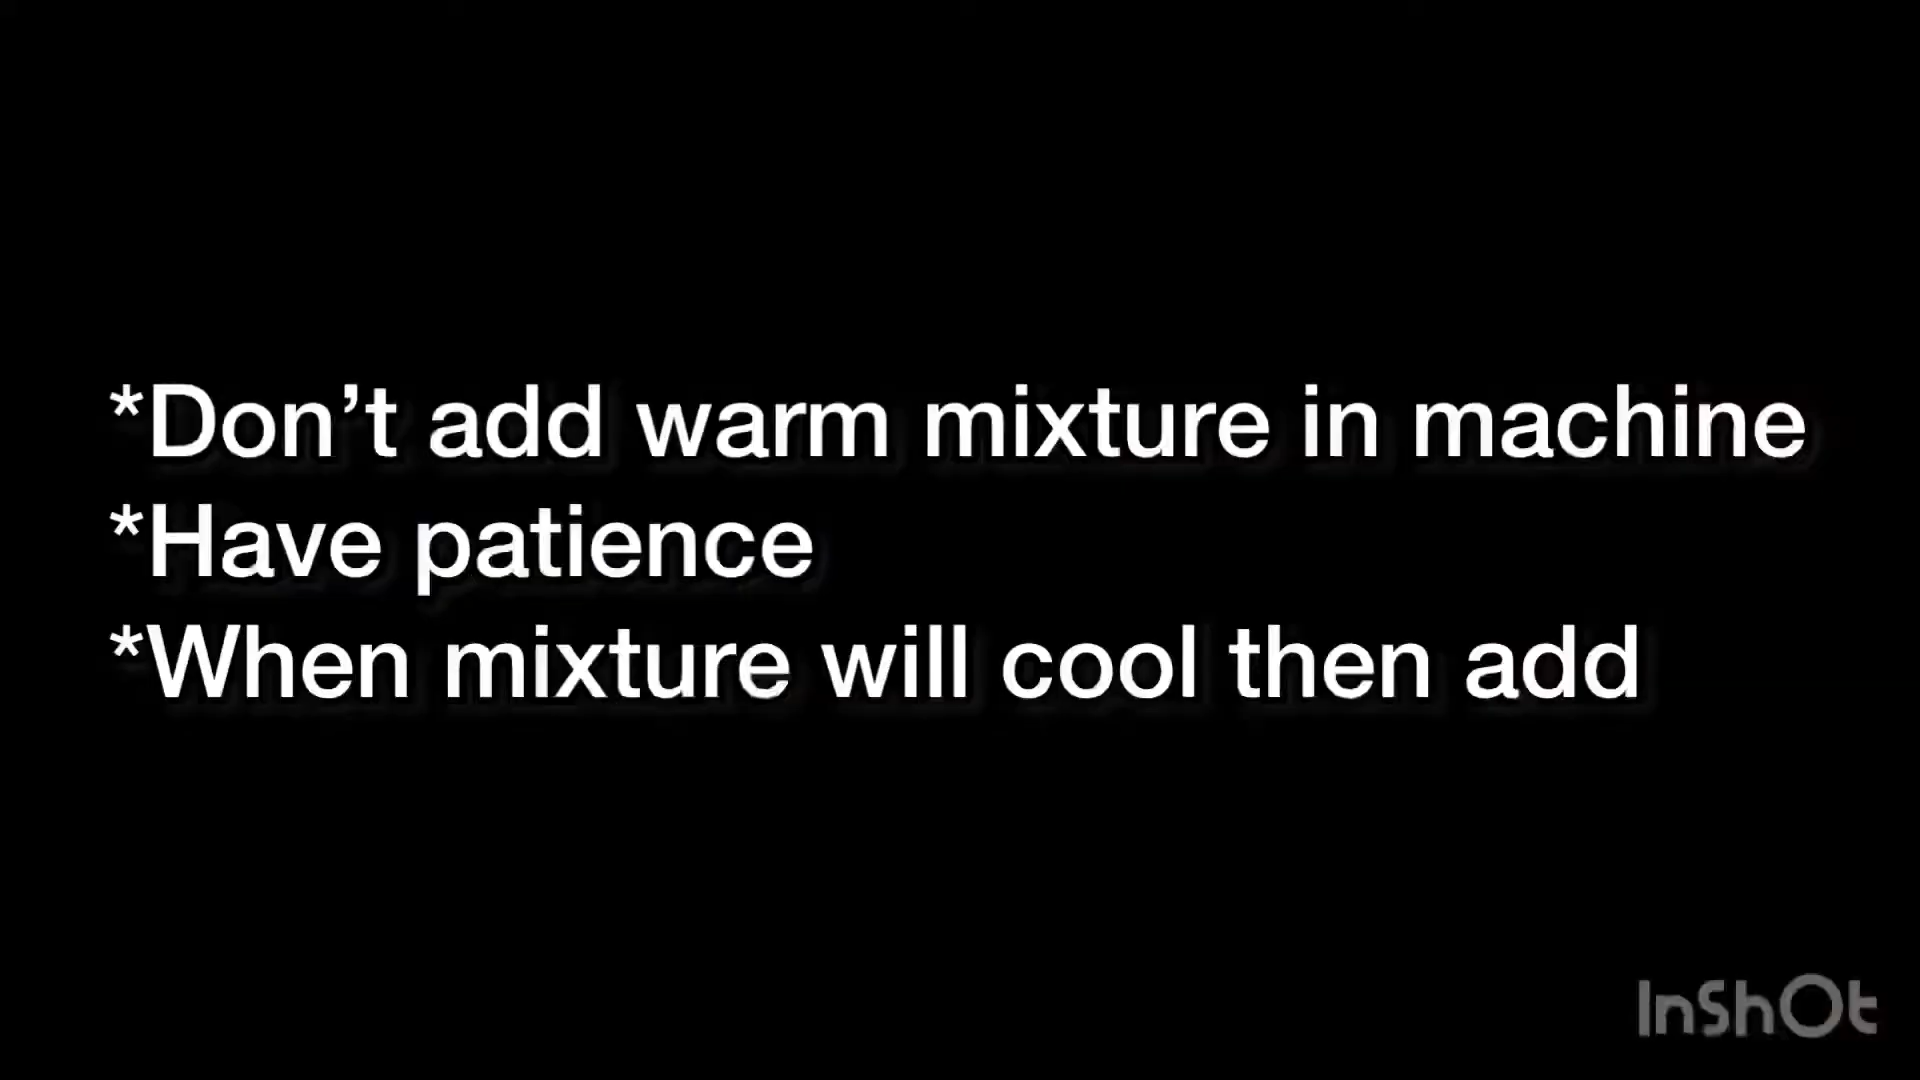 *Don’t add warm mixture in machine
*Have patience
*When mixture will cool then add
InShOt